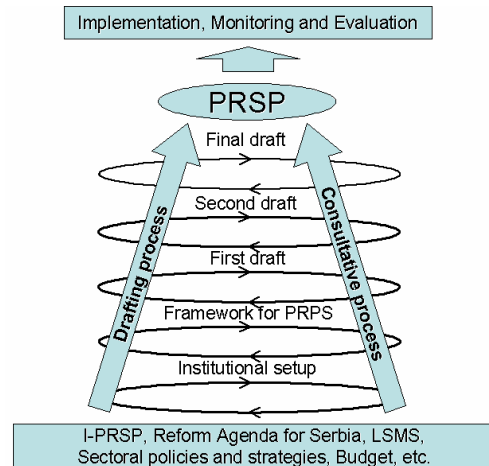 Implementation, Monitoring and Evaluation
PRSP
Final draft
Second draft
First draft
Framework for PRPS
Institutional setup
Drafting process
Consultative process
I-PRSP, Reform Agenda for Serbia, LSMS,
Sectoral policies and strategies, Budget, etc.